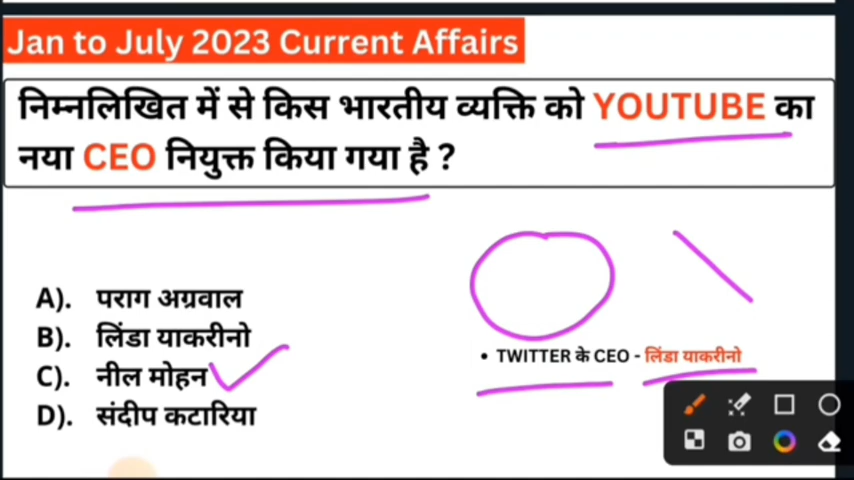 Jan to July 2023 Current Affairs
निम्नलिखित में से किस भारतीय व्यक्ति को YOUTUBE का
नया CEO नियुक्त किया गया है ?
A). पराग अग्रवाल
B). लिंडा याकरीनो
C). नील मोहन
D). संदीप कटारिया
• TWITTER के CEO - लिंडा याकरीनो